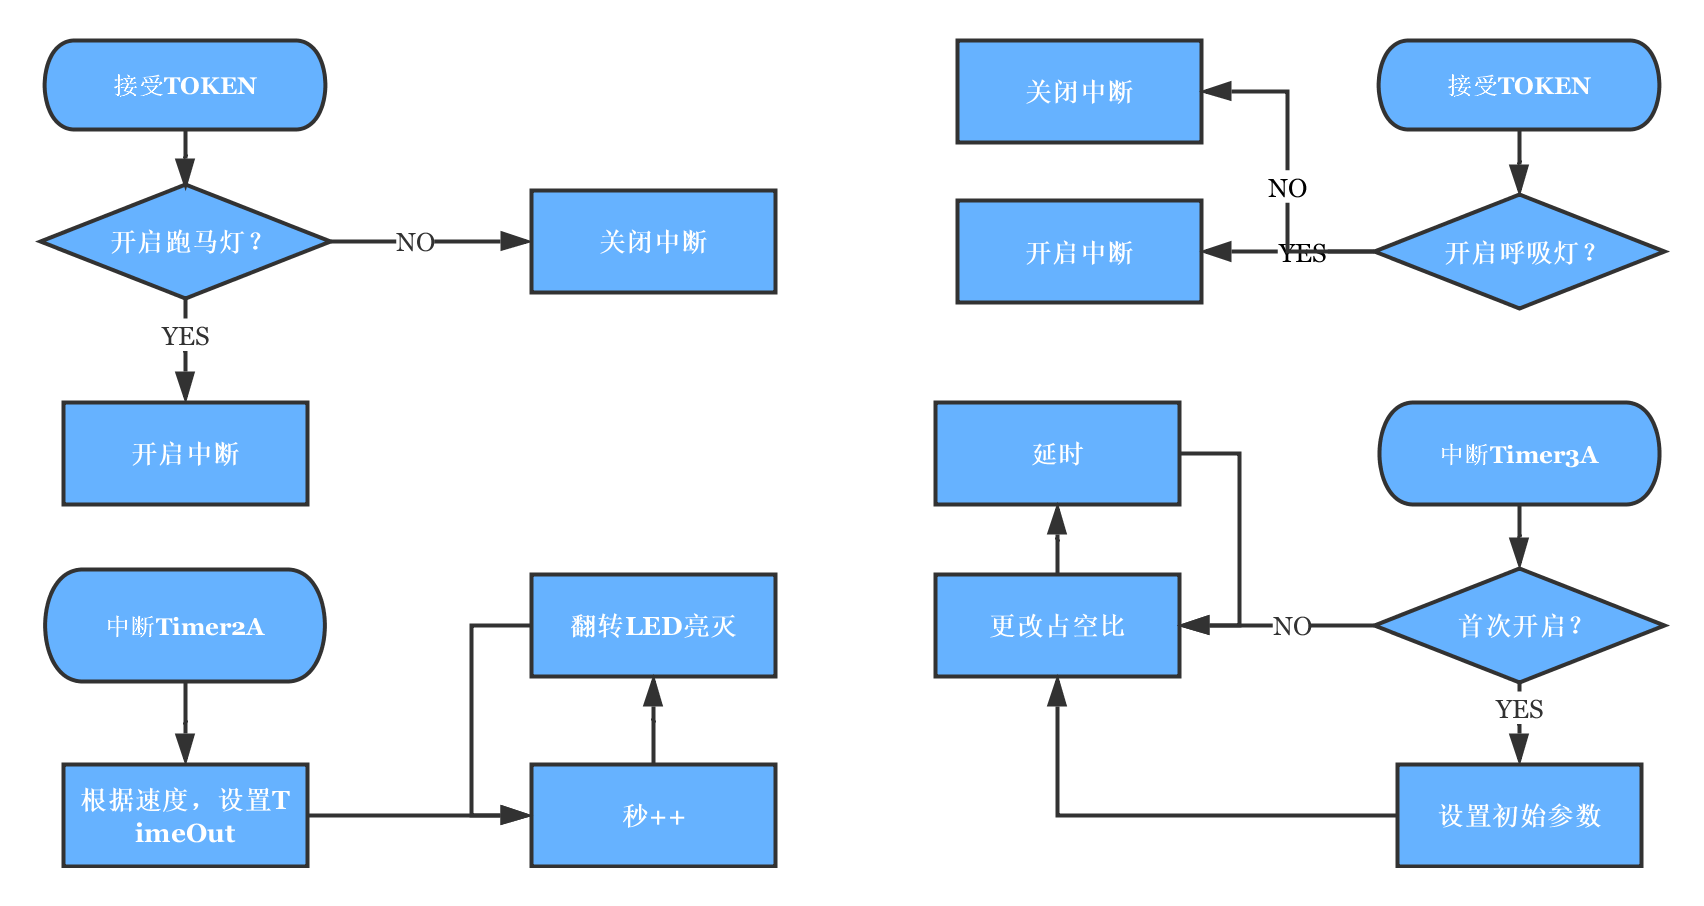 接受TOKEN
开启跑马灯？
NO
关闭中断
YES
开启中断
中断Timer2A
根据速度，设置T
imeOut
翻转LED亮灭
秒++
接受TOKEN
关闭中断
NO
开启中断
YES
开启呼吸灯？
中断Timer3A
延时
更改占空比
NO
首次开启？
YES
设置初始参数